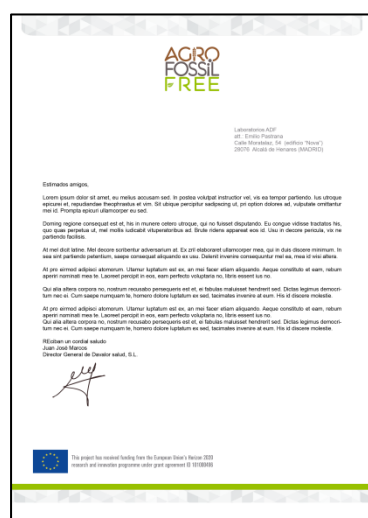 AGRO
FOSSIL
FREE
Laboratorios ADF
att. Emilio Pastrana
Calle Mondalaz, 54 (edificio "Nova")
28076 Alcalá de Henares (MADRID)
Estimados amigos,
Lorem ipsum dolor sit amet, eu melius accusam sed. In postea volutpat instructior vel, vis ea tempor partiendo. Ius utroque
epicurei et, repudiandae theophrastus et vim. Sit ubique percipitur sadipscing ut, pri option dolores ad, vulputate omittantur
mei id. Prompta epicuri ullamcorper eu sed.
Doming regione consequat est et, his in munere cetero utroque, qui no fuisset disputando. Eu congue vidisse tractatos his,
quo quas perpetua ut, mel mollis iudicabit vituperatoribus ad. Brute ridens appareat eos id. Usu in decore pericula, vix ne
partiendo facilisis.
At mel dicit latine. Mel decore scribentur adversarium at. Ex zril elaboraret ullamcorper mea, qui in duis discere minimum. In
sea sint partiendo patentium, saepe consequat aliquando ex usu. Delenit invenire consequuntur mel ea, mea id wisi altera.
At pro eirmod adipisci atomorum. Utamur luptatum est ex, an mei facer etiam aliquando. Aeque constituto at eam, rebum
aperiri nominati mea te. Laoreet percipit in eos, eam perfecto voluptaria no, libris essent ius no.
Qui alia altera corpora no, nostrum recusabo persequeris est et, ei fabulas maluisset hendrerit sed. Dictas legimus democri-
tum nec ei. Cum saepe numquam te, homero dolore luptatum ex sed, tacimates invenire at eum. His id discere molestie.
At pro eirmod adipisci atomorum. Utamur luptatum est ex, an mei facer etiam aliquando. Aeque constituto at eam, rebum
aperiri nominati mea te. Laoreet percipit in eos, eam perfecto voluptaria no, libris essent ius no.
Qui alia altera corpora no, nostrum recusabo persequeris est et, ei fabulas maluisset hendrerit sed. Dictas legimus democri-
tum nec ei. Cum saepe numquam te, homero dolore luptatum ex sed, tacimates invenire at eum. His id discere molestie.
REciban un cordial saludo
Juan José Marcos
Director General de Davalor salud, S.L.
This project has received funding from the European Union's Horizon 2020
research and innovation programme under grant agreement ID 101000496